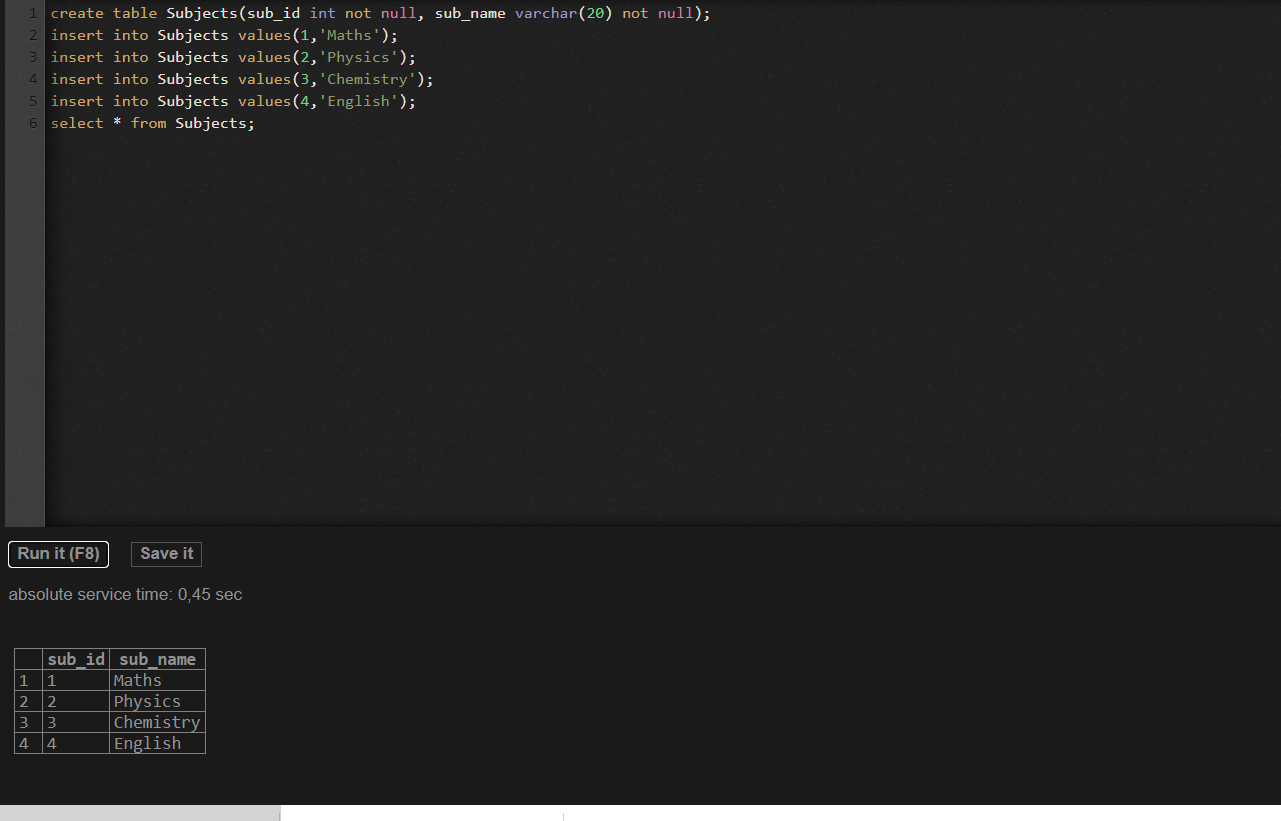 1 create table Subjects(sub_id int not null, sub_name varchar(20) not null);
2 insert into Subjects values(1,'Maths');
3 insert into Subjects values(2,'Physics');
4 insert into Subjects values(3,'Chemistry');
5 insert into Subjects values(4,'English');
6 select * from Subjects;
Run it (F8) Save it
absolute service time: 0,45 sec
sub_id sub_name
1 1 Maths
2 2 Physics
3 3 Chemistry
4 4 English